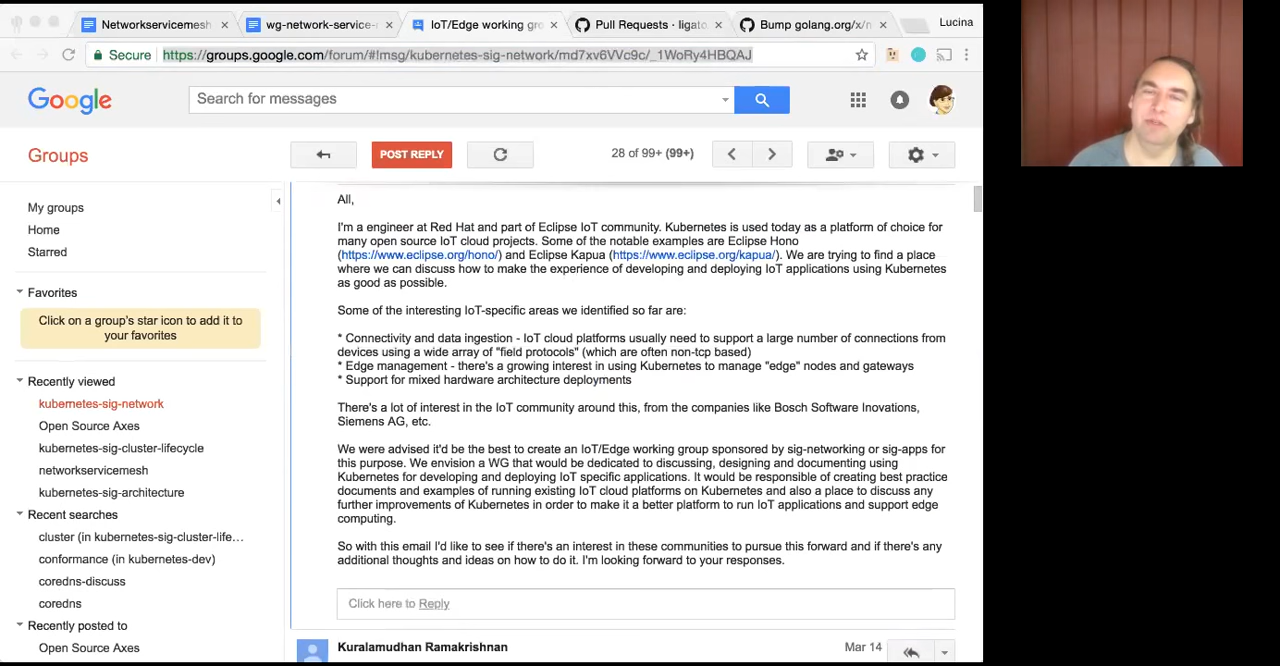 Networkservicemesh
wg-network-service-
IoT/Edge working gro
Pull Requests · ligato
Bump golang.org/x/n
Lucina
Secure
https://groups.google.com/forum/#!msg/kubernetes-sig-network/md7xv6VVc9c/_1WoRy4HBQAJ
Google
Search for messages
Groups
POST REPLY
28 of 99+ (99+)
My groups
Home
Starred
Favorites
Click on a group's star icon to add it to
your favorites
Recently viewed
kubernetes-sig-network
Open Source Axes
kubernetes-sig-cluster-lifecycle
networkservicemesh
kubernetes-sig-architecture
Recent searches
cluster (in kubernetes-sig-cluster-life...
conformance (in kubernetes-dev)
coredns-discuss
coredns
Recently posted to
Open Source Axes
All,
I'm a engineer at Red Hat and part of Eclipse IoT community. Kubernetes is used today as a platform of choice for
many open source IoT cloud projects. Some of the notable examples are Eclipse Hono
(https://www.eclipse.org/hono/) and Eclipse Kapua (https://www.eclipse.org/kapua/). We are trying to find a place
where we can discuss how to make the experience of developing and deploying IoT applications using Kubernetes
as good as possible.
Some of the interesting IoT-specific areas we identified so far are:
* Connectivity and data ingestion - IoT cloud platforms usually need to support a large number of connections from
devices using a wide array of "field protocols" (which are often non-tcp based)
* Edge management - there's a growing interest in using Kubernetes to manage "edge" nodes and gateways
* Support for mixed hardware architecture deployments
There's a lot of interest in the IoT community around this, from the companies like Bosch Software Inovations,
Siemens AG, etc.
We were advised it'd be the best to create an IoT/Edge working group sponsored by sig-networking or sig-apps for
this purpose. We envision a WG that would be dedicated to discussing, designing and documenting using
Kubernetes for developing and deploying IoT specific applications. It would be responsible of creating best practice
documents and examples of running existing IoT cloud platforms on Kubernetes and also a place to discuss any
further improvements of Kubernetes in order to make it a better platform to run IoT applications and support edge
computing.
So with this email I'd like to see if there's an interest in these communities to pursue this forward and if there's any
additional thoughts and ideas on how to do it. I'm looking forward to your responses.
Click here to Reply
Kuralamudhan Ramakrishnan
Mar 14